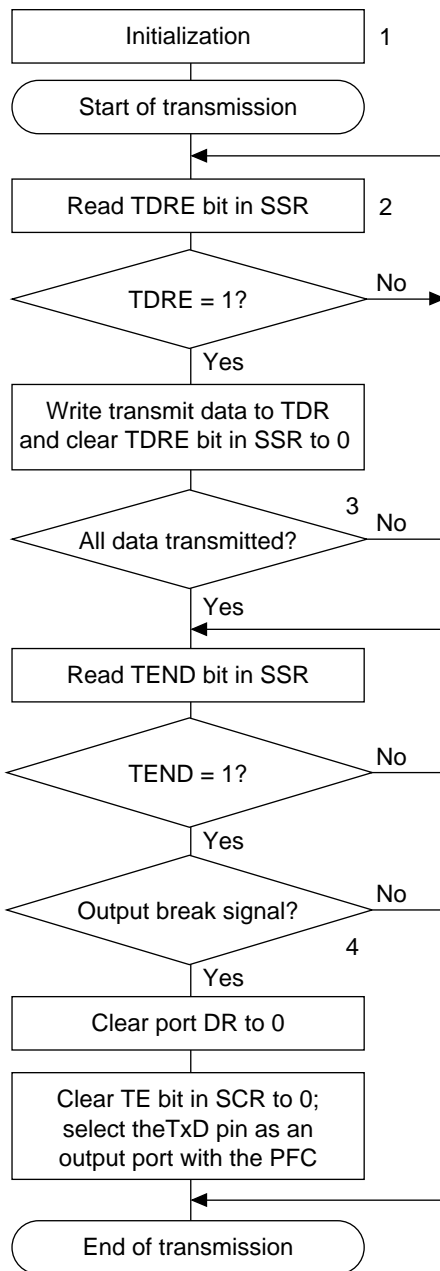 Initialization
1
Start of transmission
Read TDRE bit in SSR
2
TDRE = 1?
No
Yes
Write transmit data to TDR
and clear TDRE bit in SSR to 0
3
All data transmitted?
No
Yes
Read TEND bit in SSR
TEND = 1?
No
Yes
Output break signal?
No
4
Yes
Clear port DR to 0
Clear TE bit in SCR to 0;
select theTxD pin as an
output port with the PFC
End of transmission